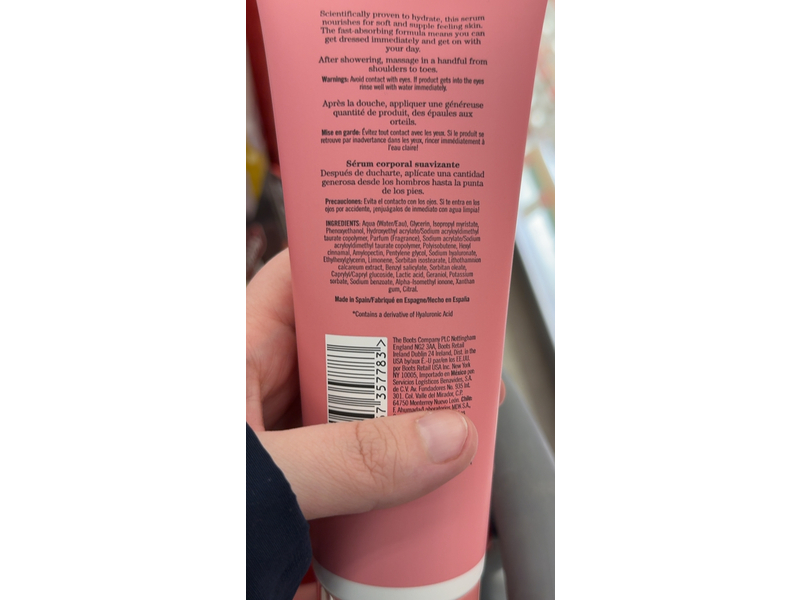 Scientifically proven to hydrate, this serum
nourishes for soft and supple feeling skin.
The fast-absorbing formula means you can
get dressed immediately and get on with
your day.
After showering, massage in a handful from
shoulders to toes.
Warnings: Avoid contact with eyes. If product gets into the eyes
rinse well with water immediately.
Après la douche, appliquer une généreuse
quantité de produit, des épaules aux
orteils.
Mise en garde: Évitez tout contact avec les yeux. Si le produit se
retrouve par inadvertance dans les yeux, rincer immédiatement à
l'eau claire!
Sérum corporal suavizante
Después de ducharte, aplícate una cantidad
generosa desde los hombros hasta la punta
de los pies.
Precauciones: Evita el contacto con los ojos. Si te entra en los
ojos por accidente, ¡enjuágalos de inmediato con agua limpia!
INGREDIENTS: Aqua (Water/Eau), Glycerin, Isopropyl myristate,
Phenoxyethanol, Hydroxyethyl acrylate/Sodium acryloyldimethyl
taurate copolymer, Parfum (Fragrance), Sodium acrylate/Sodium
acryloyldimethyl taurate copolymer, Polyisobutene, Hexyl
cinnamal, Amylopectin, Pentylene glycol, Sodium hyaluronate,
Ethylhexylglycerin, Limonene, Sorbitan isostearate, Lithothamnion
calcareum extract, Benzyl salicylate, Sorbitan oleate,
Caprylyl/Capryl glucoside, Lactic acid, Geraniol, Potassium
sorbate, Sodium benzoate, Alpha-Isomethyl ionone, Xanthan
gum, Citral.
Made in Spain/Fabriqué en Espagne/Hecho en España
*Contains a derivative of Hyaluronic Acid
The Boots Company PLC Nottingham
England NG2 3AA, Boots Retail
Ireland Dublin 24 Ireland, Dist. in the
USA by/aux É.-U par/en los EE.UU.
por Boots Retail USA Inc. New York
NY 10005, Importado en México por
Servicios Logísticos Benavides, S.A.
de C.V. Av. Fundadores No. 935 Int.
301. Col. Valle del Mirador, C.P
64750 Monterrey Nuevo León. Chile
F. Ahumada/Laboratorios MDK S.A.,
7 357783 >